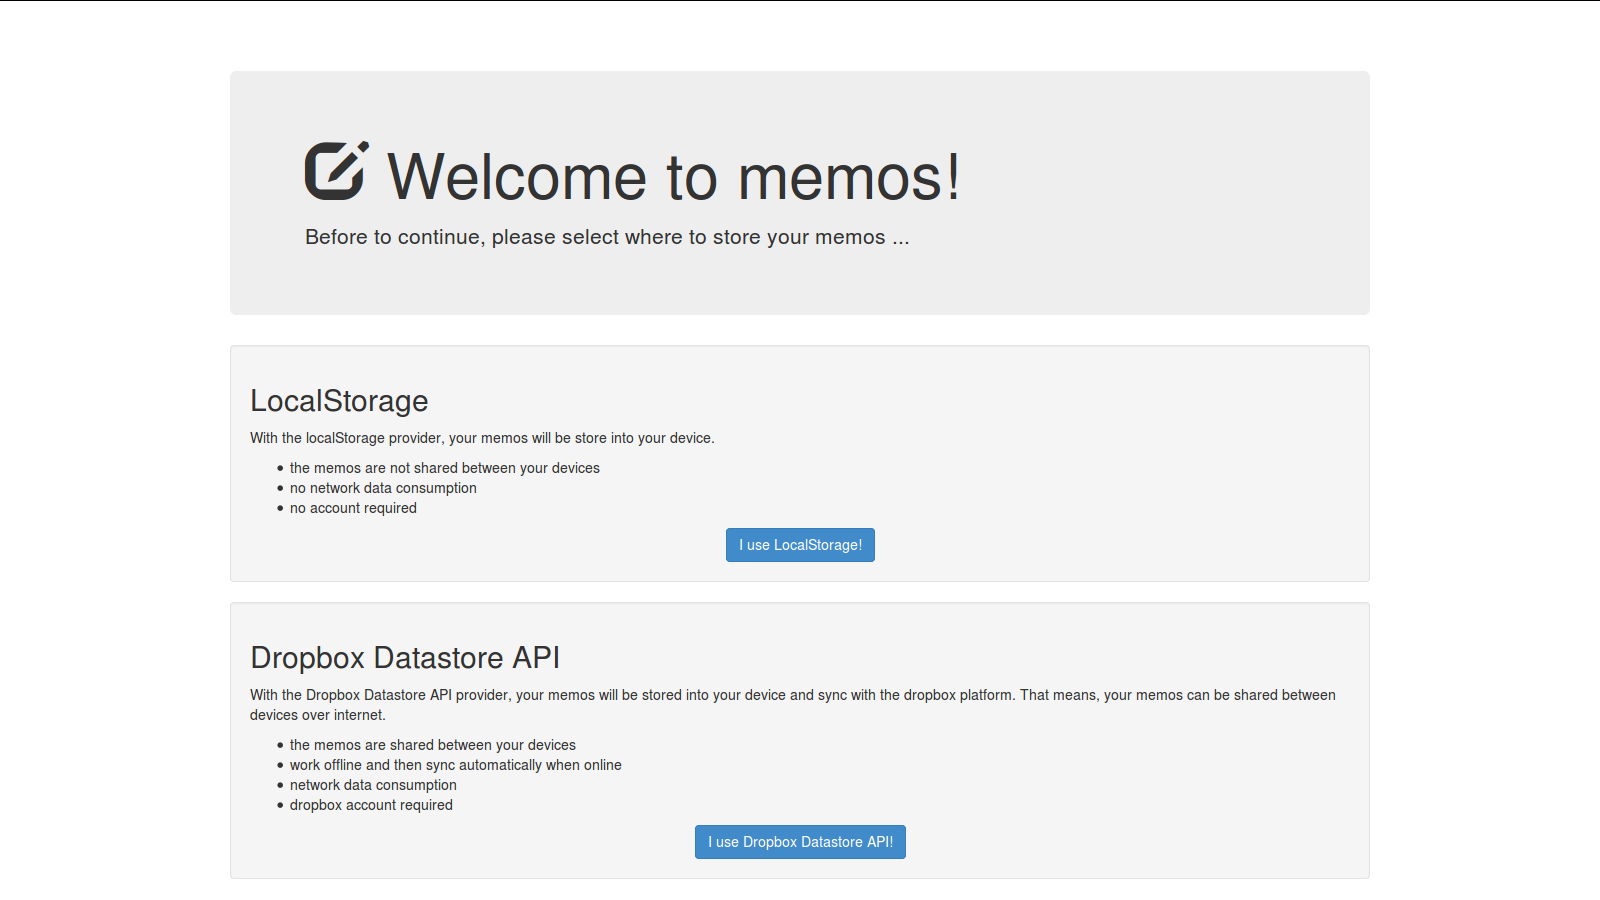 Welcome to memos!
Before to continue, please select where to store your memos ...
LocalStorage
With the localStorage provider, your memos will be store into your device.
the memos are not shared between your devices
no network data consumption
no account required
I use LocalStorage!
Dropbox Datastore API
With the Dropbox Datastore API provider, your memos will be stored into your device and sync with the dropbox platform. That means, your memos can be shared between
devices over internet.
the memos are shared between your devices
work offline and then sync automatically when online
network data consumption
dropbox account required
I use Dropbox Datastore API!